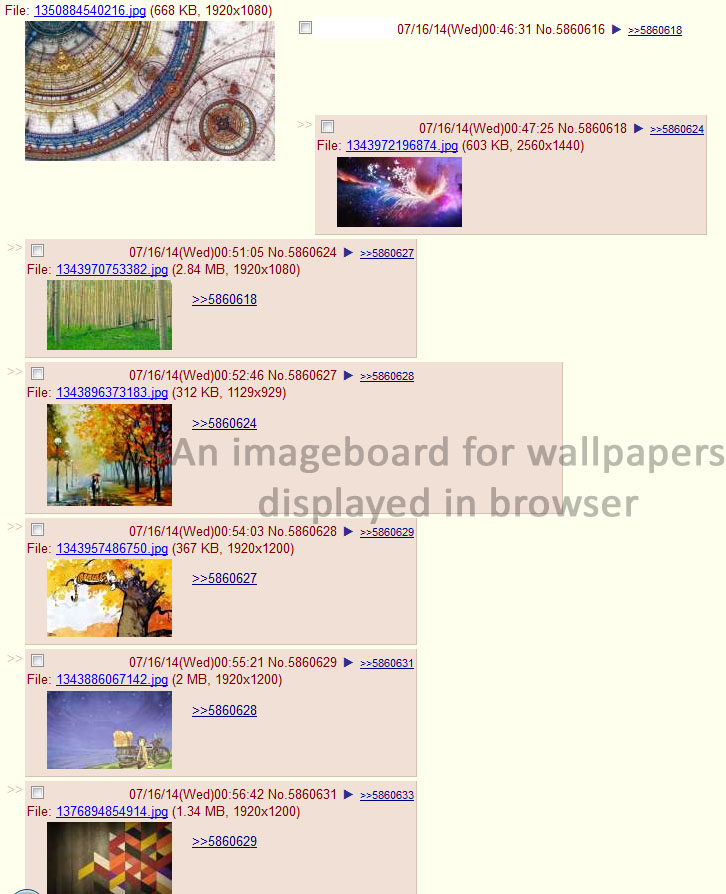 File: 1350884540216.jpg (668 KB, 1920x1080)
07/16/14(Wed)00:46:31 No.5860616 ▶ >>5860618
>> 07/16/14(Wed)00:47:25 No.5860618 ▶ >>5860624
File: 1343972196874.jpg (603 KB, 2560x1440)
>> 07/16/14(Wed)00:51:05 No.5860624 ▶ >>5860627
File: 1343970753382.jpg (2.84 MB, 1920x1080)
>>5860618
>> 07/16/14(Wed)00:52:46 No.5860627 ▶ >>5860628
File: 1343896373183.jpg (312 KB, 1129x929)
>>5860624
An imageboard for wallpapers
displayed in browser
>> 07/16/14(Wed)00:54:03 No.5860628 ▶ >>5860629
File: 1343957486750.jpg (367 KB, 1920x1200)
>>5860627
>> 07/16/14(Wed)00:55:21 No.5860629 ▶ >>5860631
File: 1343886067142.jpg (2 MB, 1920x1200)
>>5860628
>> 07/16/14(Wed)00:56:42 No.5860631 ▶ >>5860633
File: 1376894854914.jpg (1.34 MB, 1920x1200)
>>5860629